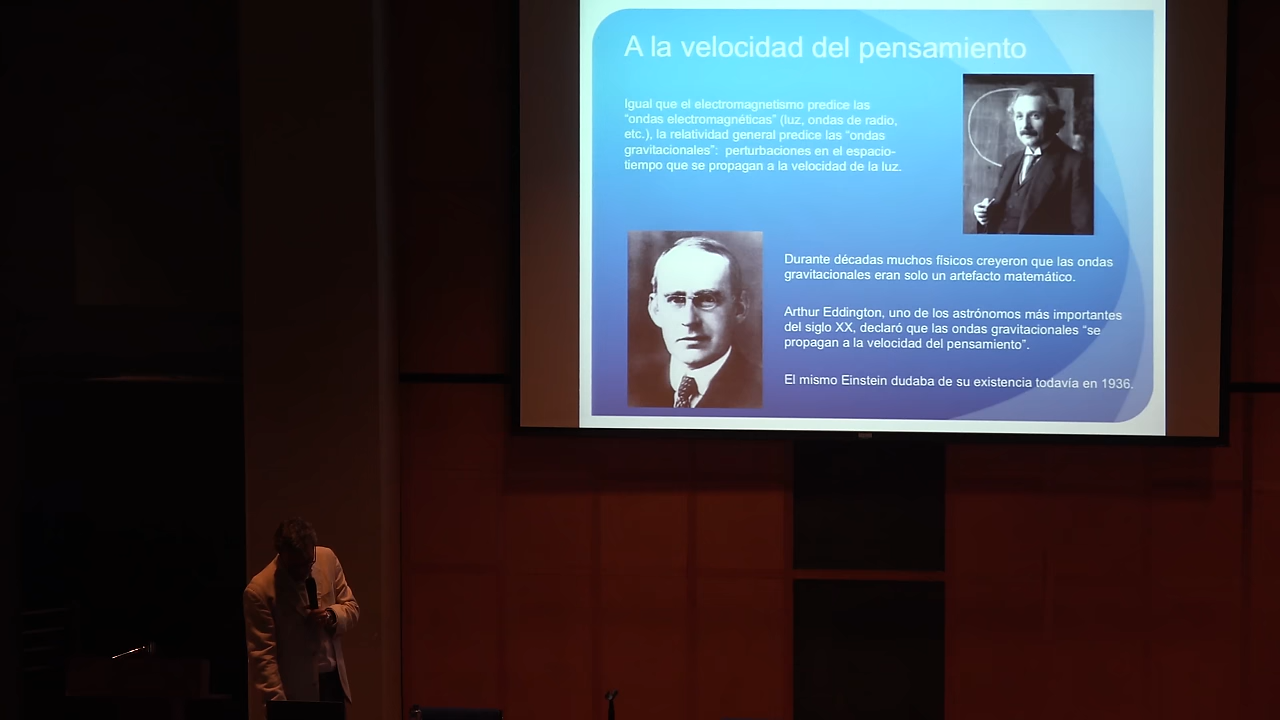 A la velocidad del pensamiento
Igual que el electromagnetismo predice las
“ondas electromagnéticas” (luz, ondas de radio,
etc.), la relatividad general predice las “ondas
gravitacionales”: perturbaciones en el espacio-
tiempo que se propagan a la velocidad de la luz.
Durante décadas muchos físicos creyeron que las ondas
gravitacionales eran solo un artefacto matemático.
Arthur Eddington, uno de los astrónomos más importantes
del siglo XX, declaró que las ondas gravitacionales “se
propagan a la velocidad del pensamiento”.
El mismo Einstein dudaba de su existencia todavía en 1936.